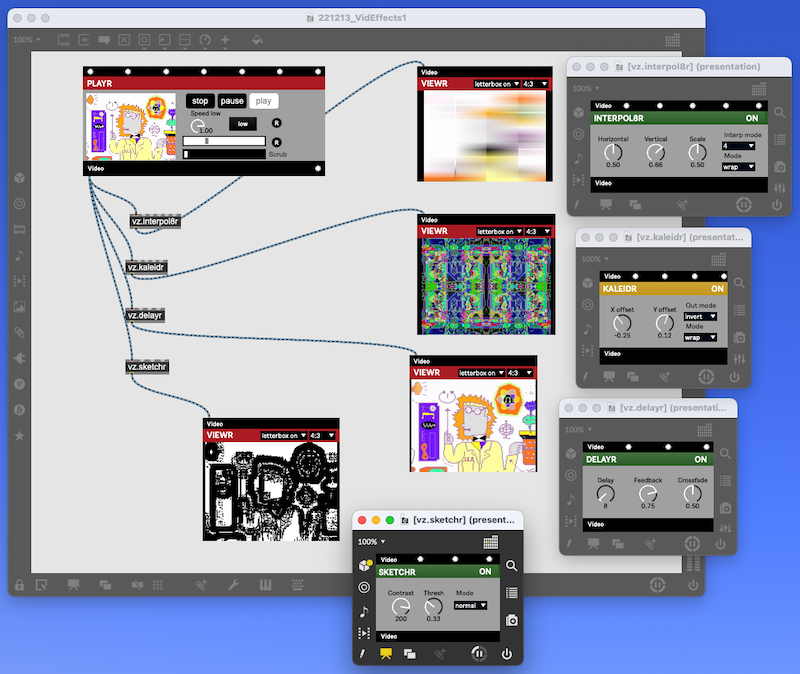 221213_VidEffects1
100%
PLAYR
stop pause play
Speed low
1.00
low
R
R
Scrub
Video
vz.interpol8r
vz.kaleidr
vz.delayr
vz.sketchr
Video
VIEWR letterbox on 4:3
Video
VIEWR letterbox on 4:3
Video
VIEWR letterbox on 4:3
Video
VIEWR letterbox on 4:3
[vz.interpol8r] (presentation)
100%
Video
INTERPOL8R ON
Horizontal Vertical Scale Interp mode
4
Mode
0.50 0.66 0.50 wrap
Video
[vz.kaleidr] (presentat...
100%
Video
KALEIDR ON
X offset Y offset Out mode
invert
Mode
-0.25 0.12 wrap
Video
[vz.delayr] (presentati...
100%
Video
DELAYR ON
Delay Feedback Crossfade
8 0.75 0.50
Video
[vz.sketchr] (present...
100%
Video
SKETCHR ON
Contrast Thresh Mode
normal
200 0.33
Video